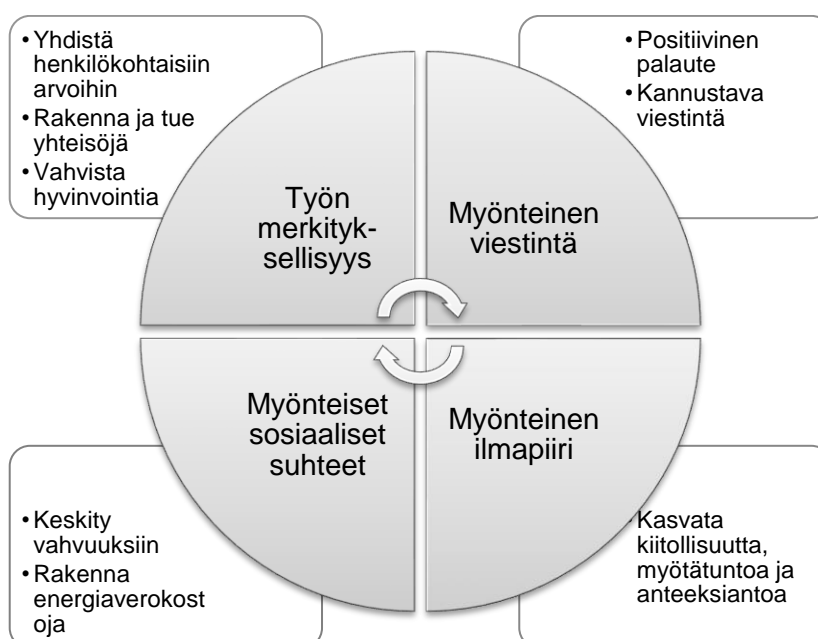 • Yhdistä
henkilökohtaisiin
arvoihin
• Rakenna ja tue
yhteisöjä
• Vahvista
hyvinvointia
• Positiivinen
palaute
• Kannustava
viestintä
Työn
merkityk-
sellisyys
Myönteinen
viestintä
Myönteiset
sosiaaliset
suhteet
Myönteinen
ilmapiiri
• Keskity
vahvuuksiin
• Rakenna
energiaverokost
oja
• Kasvata
kiitollisuutta,
myötätuntoa ja
anteeksiantoa